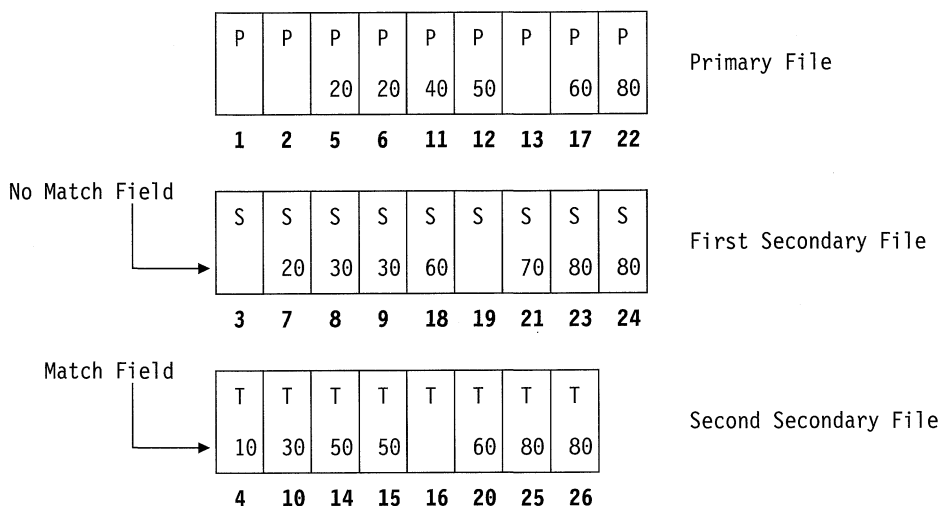 P P P P P P P P P
Primary File
20 20 40 50 60 80
1 2 5 6 11 12 13 17 22
No Match Field
S S S S S S S S S
First Secondary File
20 30 30 60 70 80 80
3 7 8 9 18 19 21 23 24
Match Field
T T T T T T T T
Second Secondary File
10 30 50 50 60 80 80
4 10 14 15 16 20 25 26